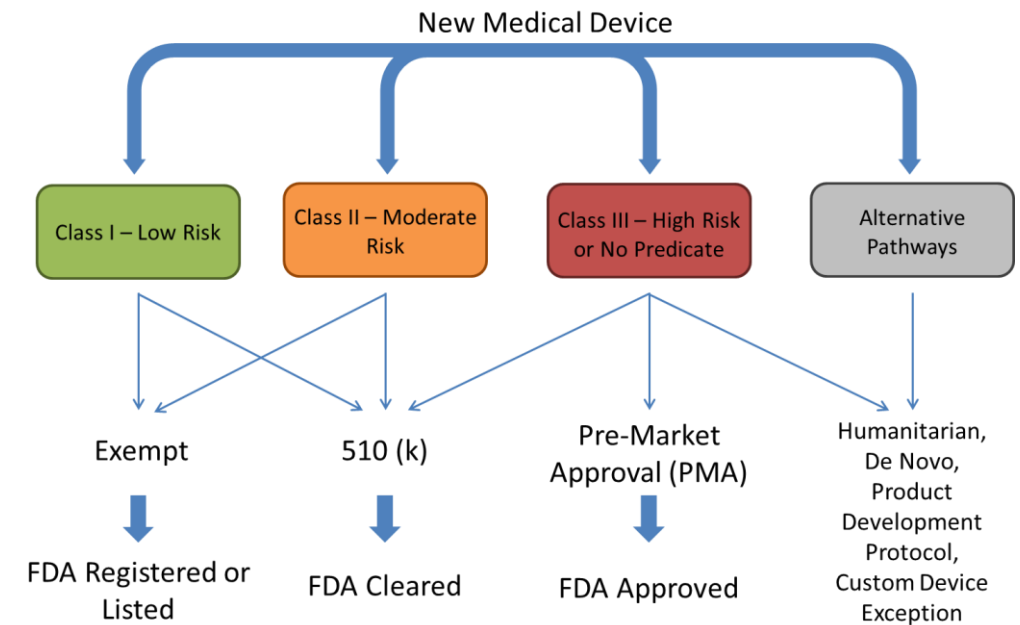 New Medical Device
Class I – Low Risk
Class II – Moderate
Risk
Class III – High Risk
or No Predicate
Alternative
Pathways
Exempt
510 (k)
Pre-Market
Approval (PMA)
Humanitarian,
De Novo,
Product
Development
Protocol,
Custom Device
Exception
FDA Registered or
Listed
FDA Cleared
FDA Approved